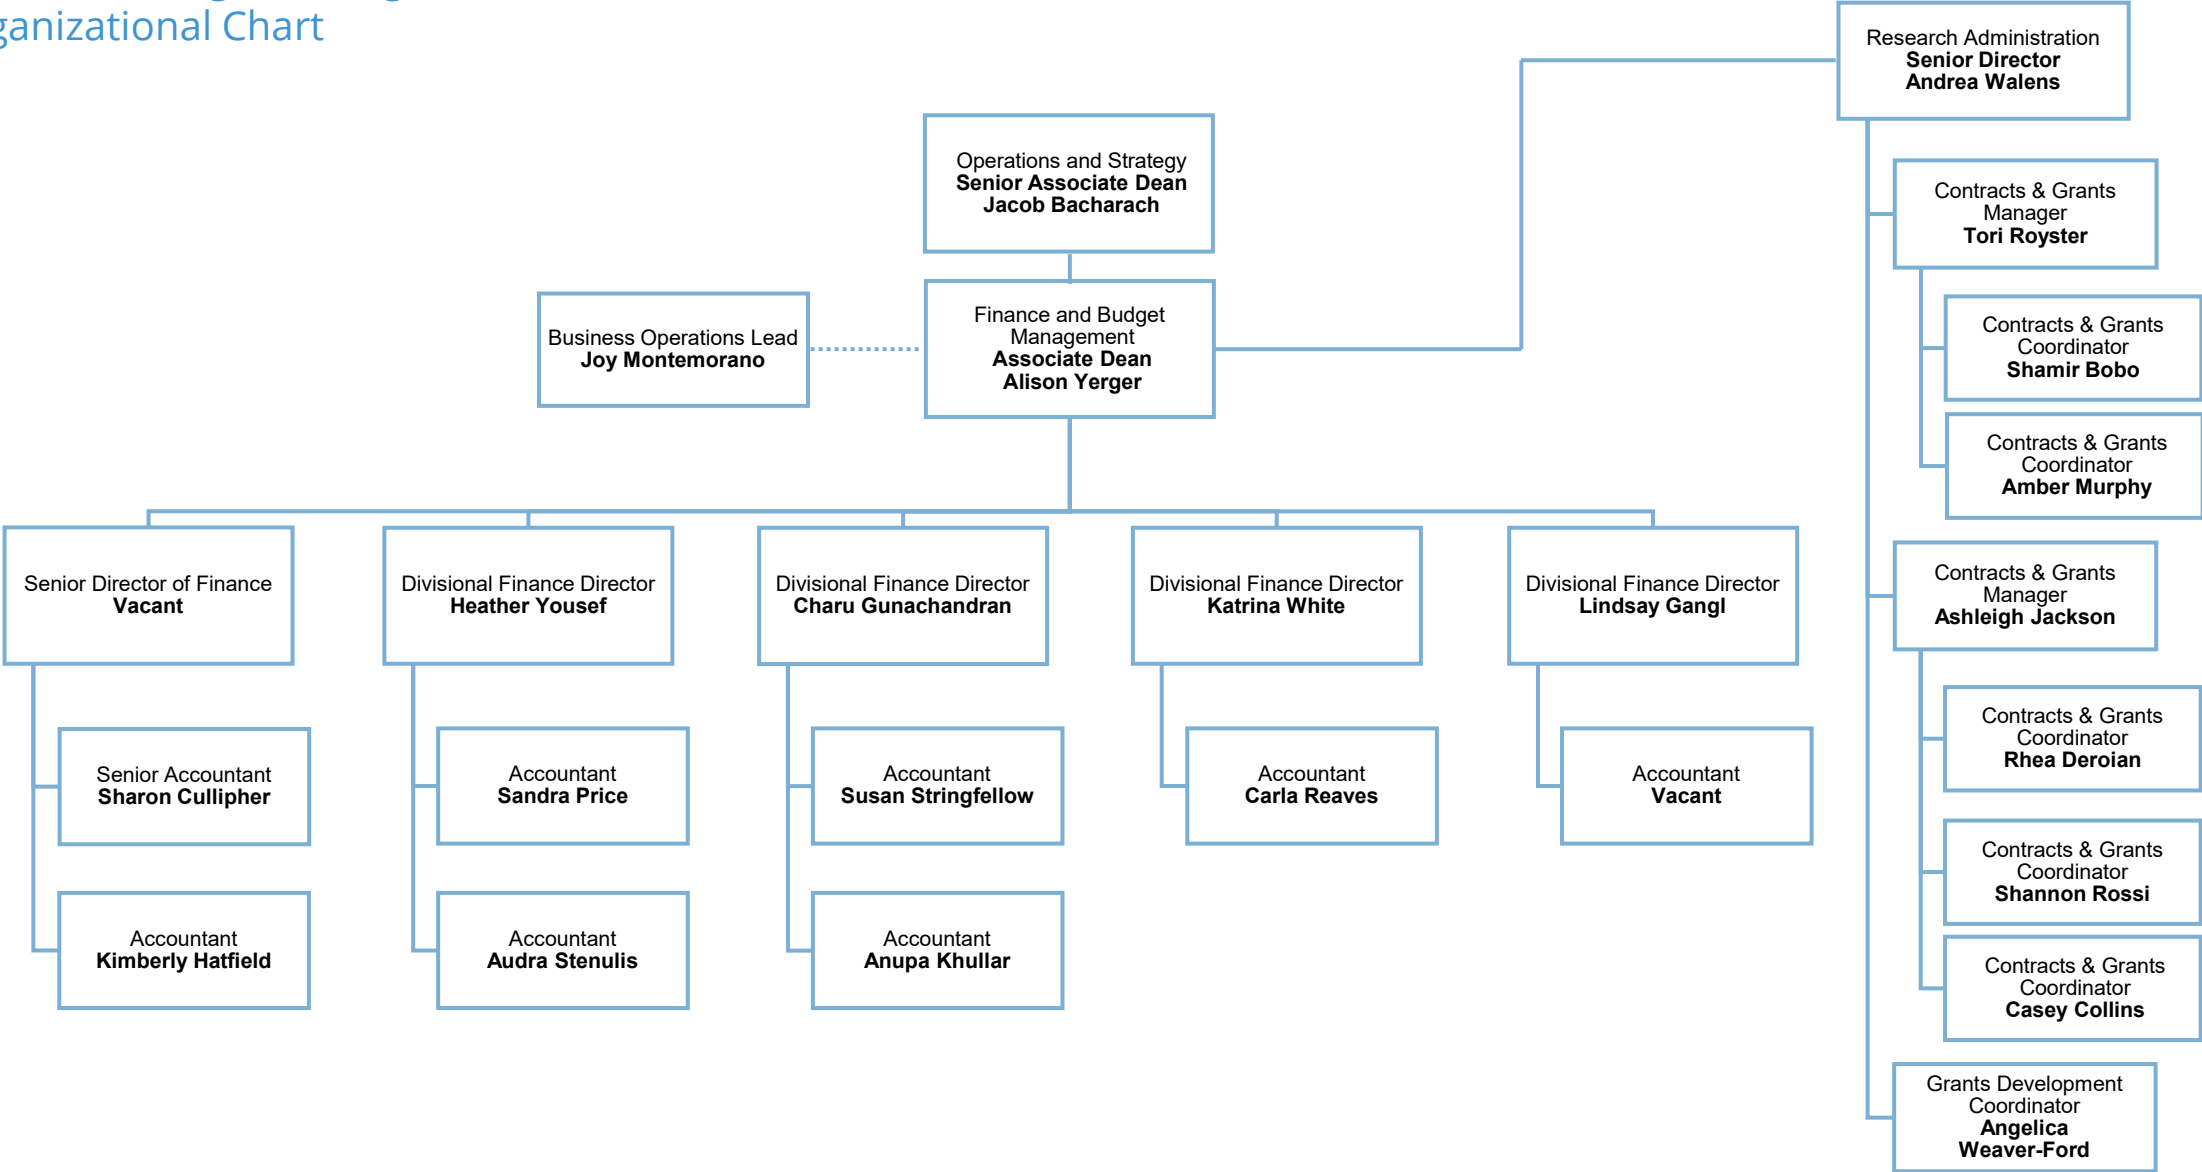 ganizational Chart
Research Administration
Senior Director
Andrea Walens
Operations and Strategy
Senior Associate Dean
Jacob Bacharach
Finance and Budget
Management
Associate Dean
Alison Yerger
Business Operations Lead
Joy Montemorano
Senior Director of Finance
Vacant
Senior Accountant
Sharon Cullipher
Accountant
Kimberly Hatfield
Divisional Finance Director
Heather Yousef
Accountant
Sandra Price
Accountant
Audra Stenulis
Divisional Finance Director
Charu Gunachandran
Accountant
Susan Stringfellow
Accountant
Anupa Khullar
Divisional Finance Director
Katrina White
Accountant
Carla Reaves
Divisional Finance Director
Lindsay Gangl
Accountant
Vacant
Contracts & Grants
Manager
Tori Royster
Contracts & Grants
Coordinator
Shamir Bobo
Contracts & Grants
Coordinator
Amber Murphy
Contracts & Grants
Manager
Ashleigh Jackson
Contracts & Grants
Coordinator
Rhea Deroian
Contracts & Grants
Coordinator
Shannon Rossi
Contracts & Grants
Coordinator
Casey Collins
Grants Development
Coordinator
Angelica
Weaver-Ford